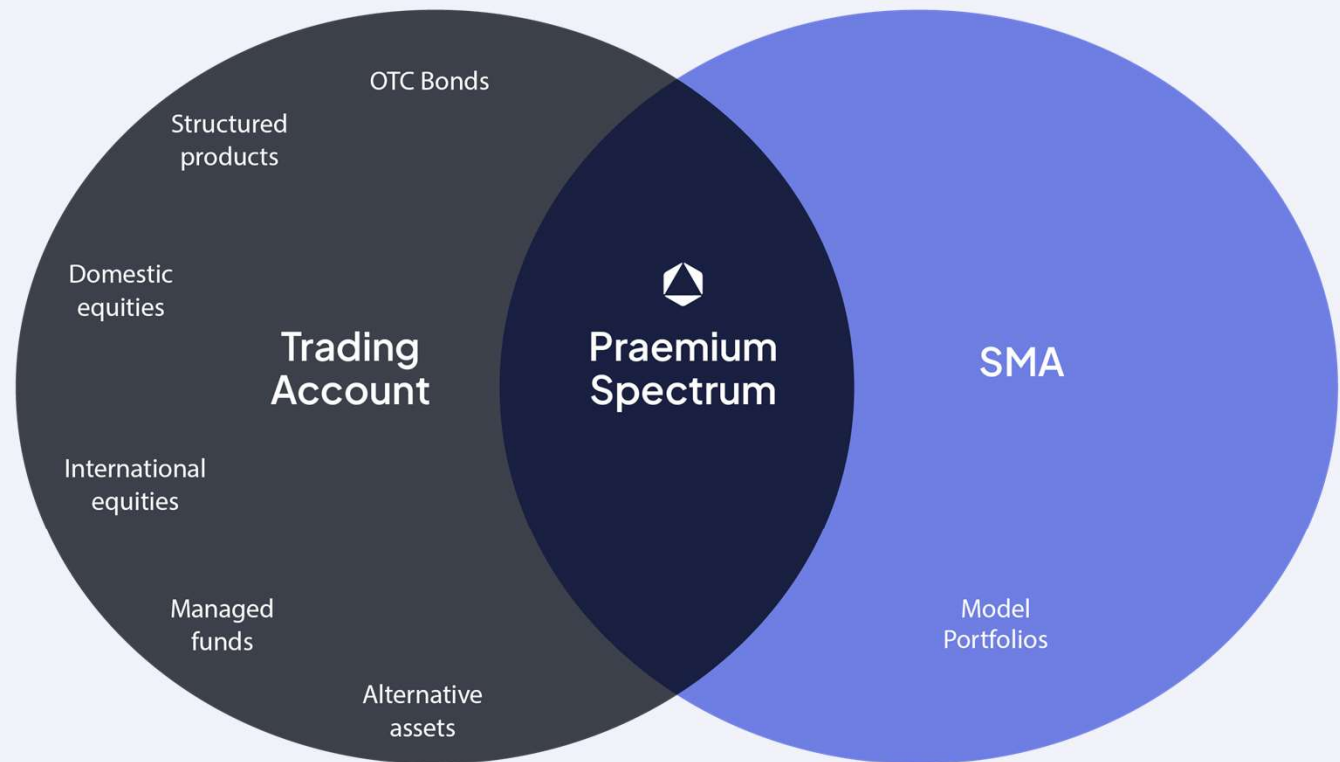 OTC Bonds
Structured
products
Domestic
equities
Trading
Account
International
equities
Managed
funds
Alternative
assets
Praemium
Spectrum
SMA
Model
Portfolios